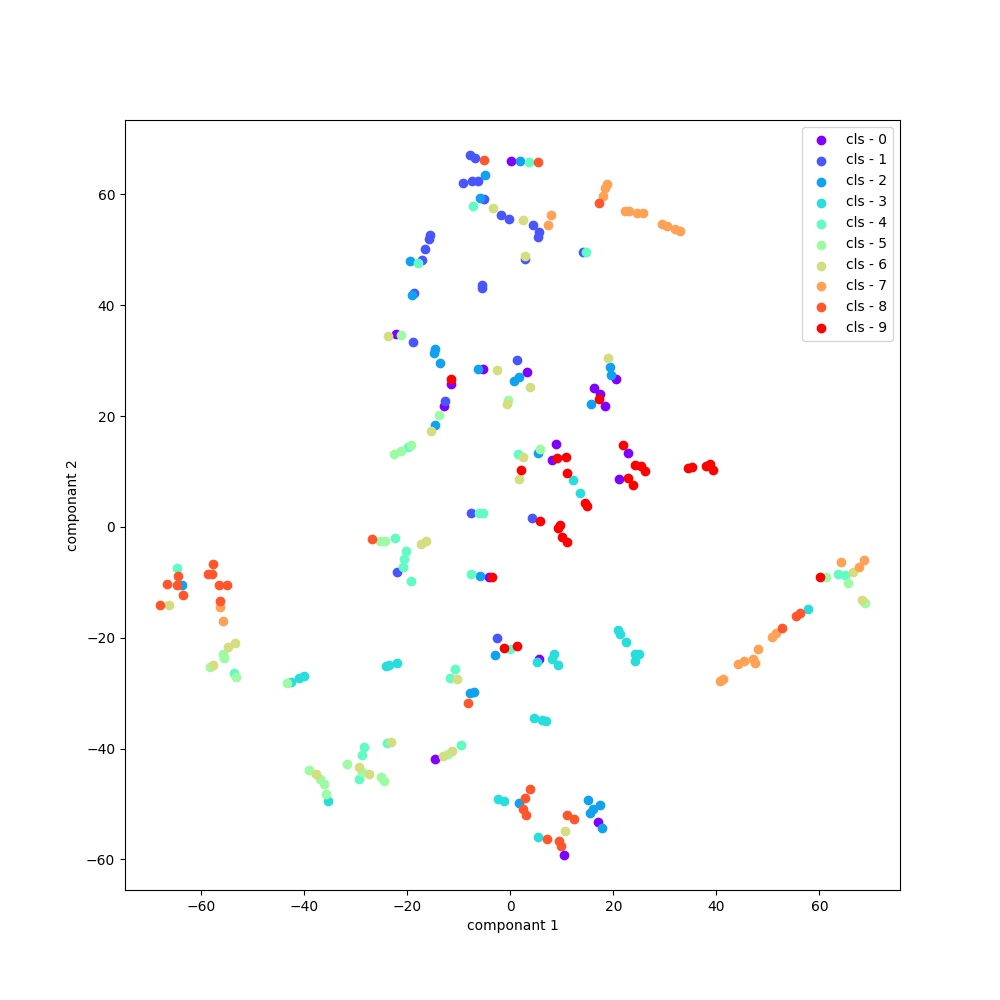 cls - 0
cls - 1
cls - 2
cls - 3
cls - 4
cls - 5
cls - 6
cls - 7
cls - 8
cls - 9
60
40
20
0
−20
−40
−60
componant 2
−60 −40 −20 0 20 40 60
componant 1